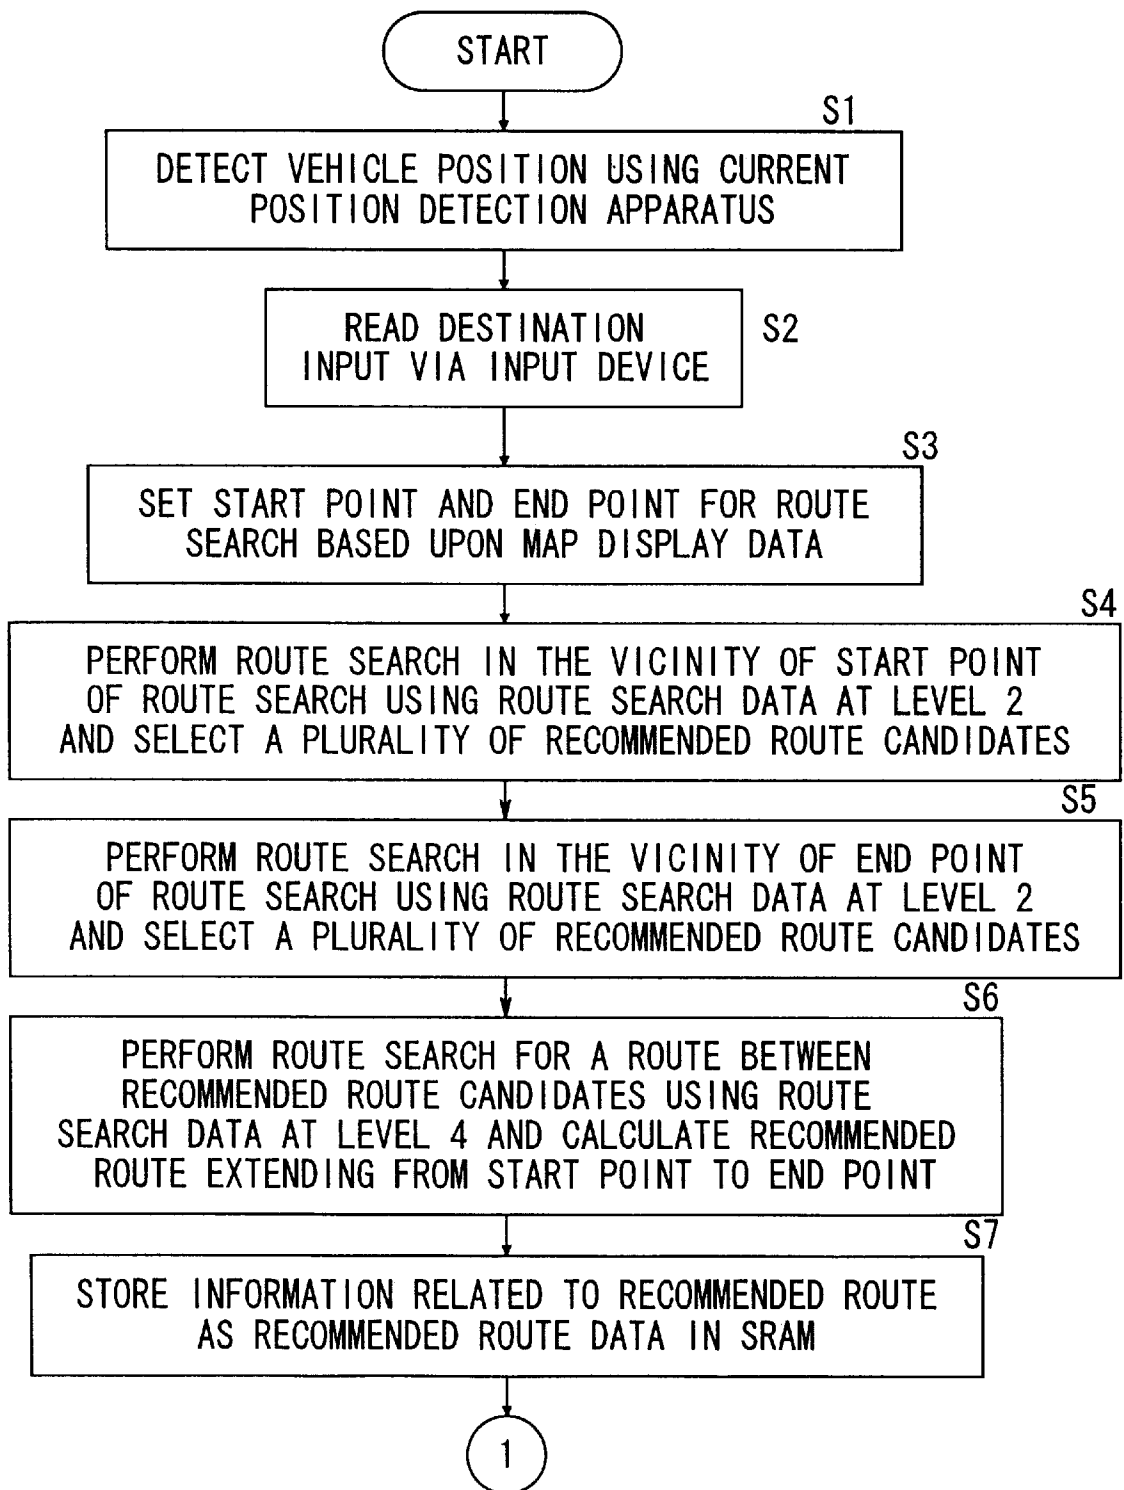 START
S1
DETECT VEHICLE POSITION USING CURRENT
POSITION DETECTION APPARATUS
READ DESTINATION
INPUT VIA INPUT DEVICE
S2
S3
SET START POINT AND END POINT FOR ROUTE
SEARCH BASED UPON MAP DISPLAY DATA
S4
PERFORM ROUTE SEARCH IN THE VICINITY OF START POINT
OF ROUTE SEARCH USING ROUTE SEARCH DATA AT LEVEL 2
AND SELECT A PLURALITY OF RECOMMENDED ROUTE CANDIDATES
S5
PERFORM ROUTE SEARCH IN THE VICINITY OF END POINT
OF ROUTE SEARCH USING ROUTE SEARCH DATA AT LEVEL 2
AND SELECT A PLURALITY OF RECOMMENDED ROUTE CANDIDATES
S6
PERFORM ROUTE SEARCH FOR A ROUTE BETWEEN
RECOMMENDED ROUTE CANDIDATES USING ROUTE
SEARCH DATA AT LEVEL 4 AND CALCULATE RECOMMENDED
ROUTE EXTENDING FROM START POINT TO END POINT
S7
STORE INFORMATION RELATED TO RECOMMENDED ROUTE
AS RECOMMENDED ROUTE DATA IN SRAM
1